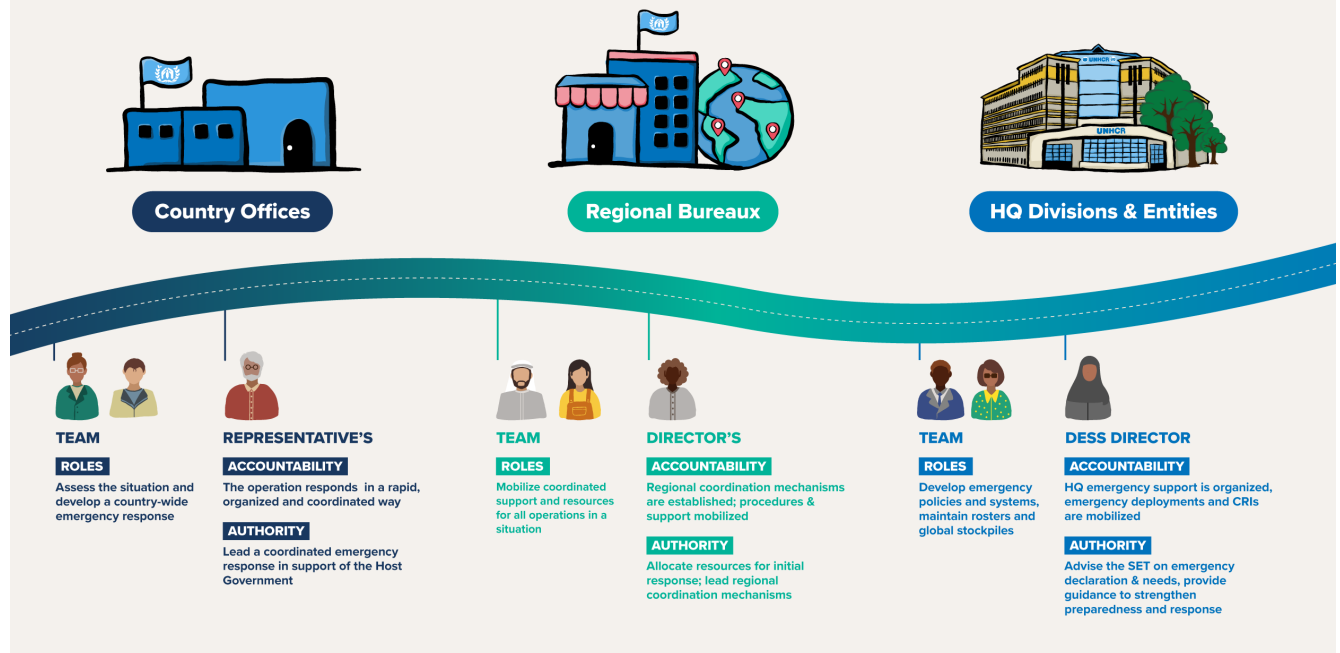 UNHCR
UNHCR
Country Offices
Regional Bureaux
HQ Divisions & Entities
TEAM
ROLES
Assess the situation and
develop a country-wide
emergency response
REPRESENTATIVE'S
ACCOUNTABILITY
The operation responds in a rapid,
organized and coordinated way
AUTHORITY
Lead a coordinated emergency
response in support of the Host
Government
TEAM
ROLES
Mobilize coordinated
support and resources
for all operations in a
situation
DIRECTOR'S
ACCOUNTABILITY
Regional coordination mechanisms
are established; procedures &
support mobilized
AUTHORITY
Allocate resources for initial
response; lead regional
coordination mechanisms
TEAM
ROLES
Develop emergency
policies and systems,
maintain rosters and
global stockpiles
DESS DIRECTOR
ACCOUNTABILITY
HQ emergency support is organized,
emergency deployments and CRIs
are mobilized
AUTHORITY
Advise the SET on emergency
declaration & needs, provide
guidance to strengthen
preparedness and response